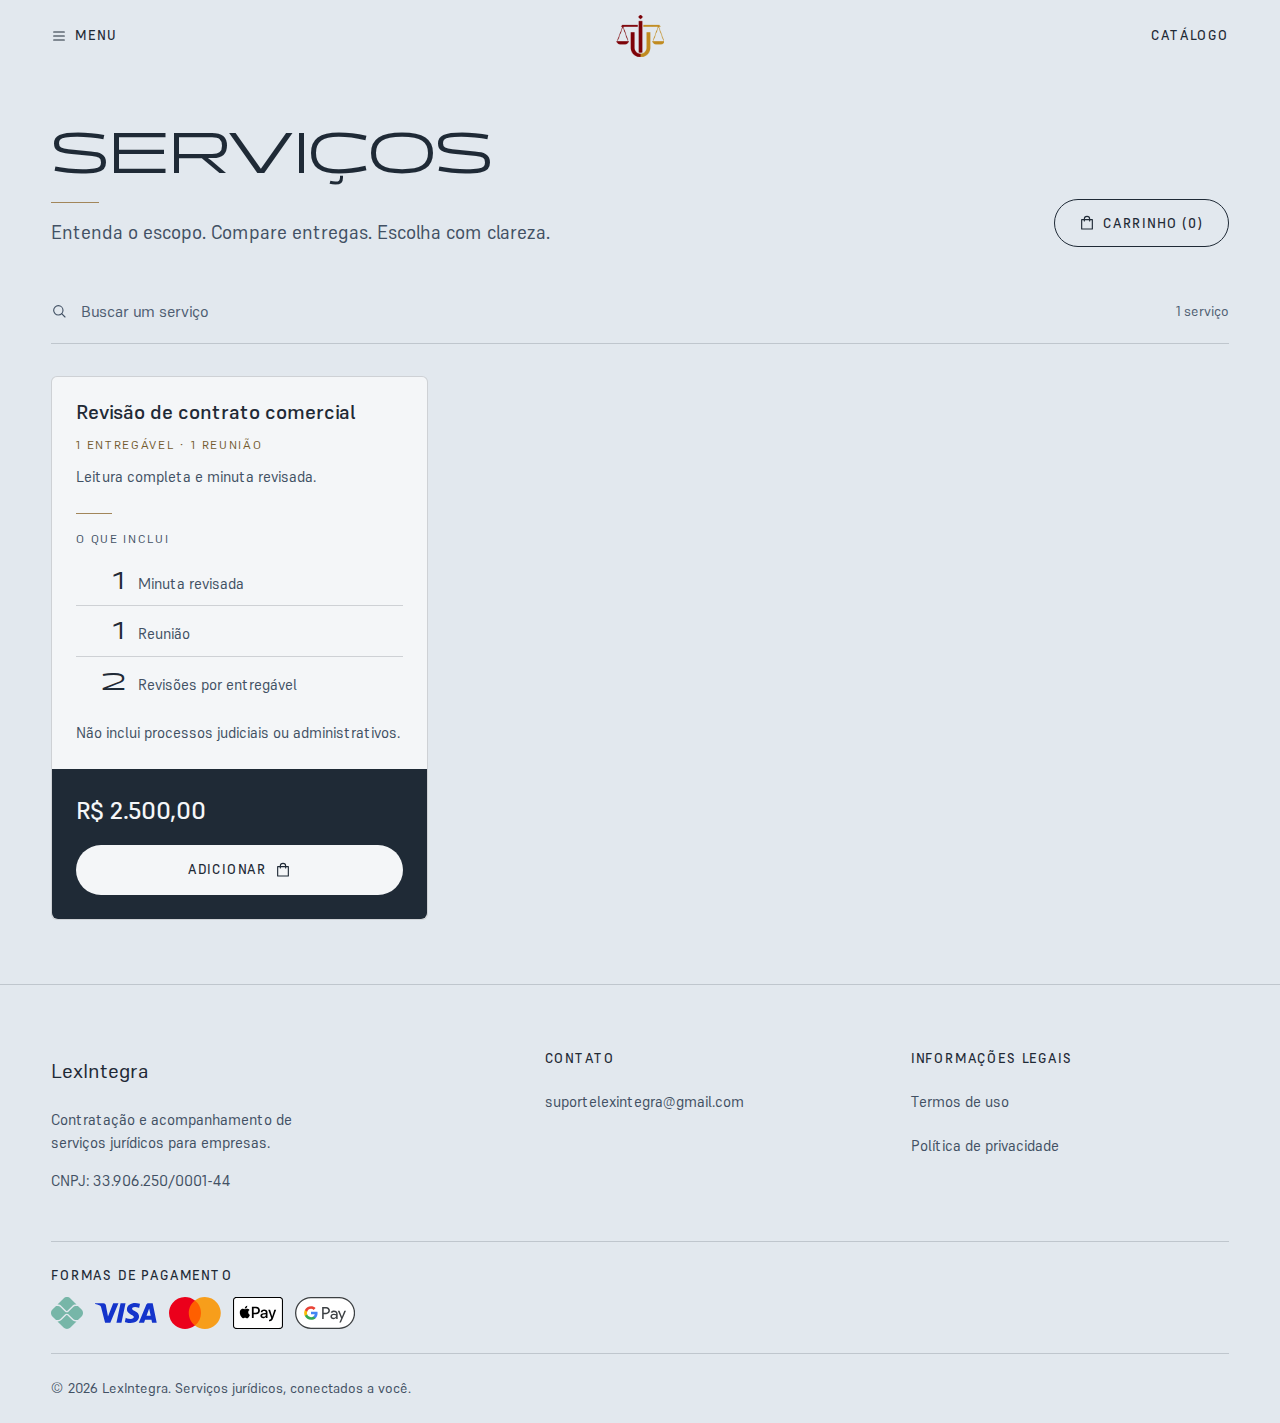 MENU
CATÁLOGO
SERVIÇOS
Entenda o escopo. Compare entregas. Escolha com clareza.
CARRINHO (0)
Buscar um serviço
1 serviço
Revisão de contrato comercial
1 ENTREGÁVEL · 1 REUNIÃO
Leitura completa e minuta revisada.
O QUE INCLUI
1 Minuta revisada
1 Reunião
2 Revisões por entregável
Não inclui processos judiciais ou administrativos.
R$ 2.500,00
ADICIONAR
LexIntegra
Contratação e acompanhamento de
serviços jurídicos para empresas.
CNPJ: 33.906.250/0001-44
CONTATO
suportelexintegra@gmail.com
INFORMAÇÕES LEGAIS
Termos de uso
Política de privacidade
FORMAS DE PAGAMENTO
VISA
Pay
G Pay
© 2026 LexIntegra. Serviços jurídicos, conectados a você.